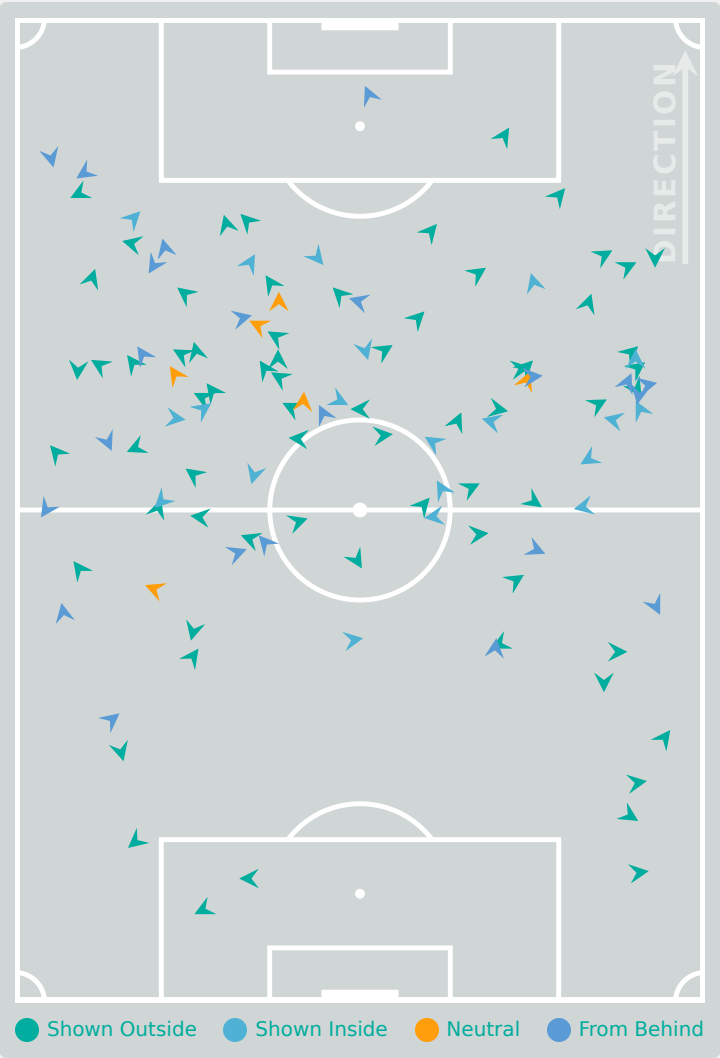 DIRECTION
Shown Outside
Shown Inside
Neutral
From Behind